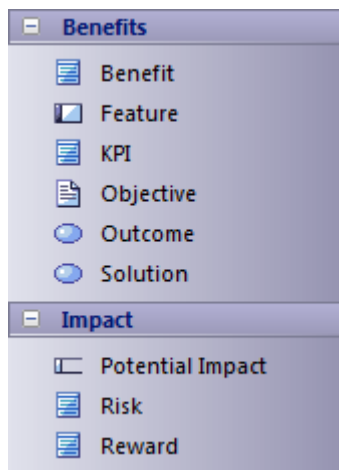 Benefits
Benefit
Feature
KPI
Objective
Outcome
Solution
Impact
Potential Impact
Risk
Reward